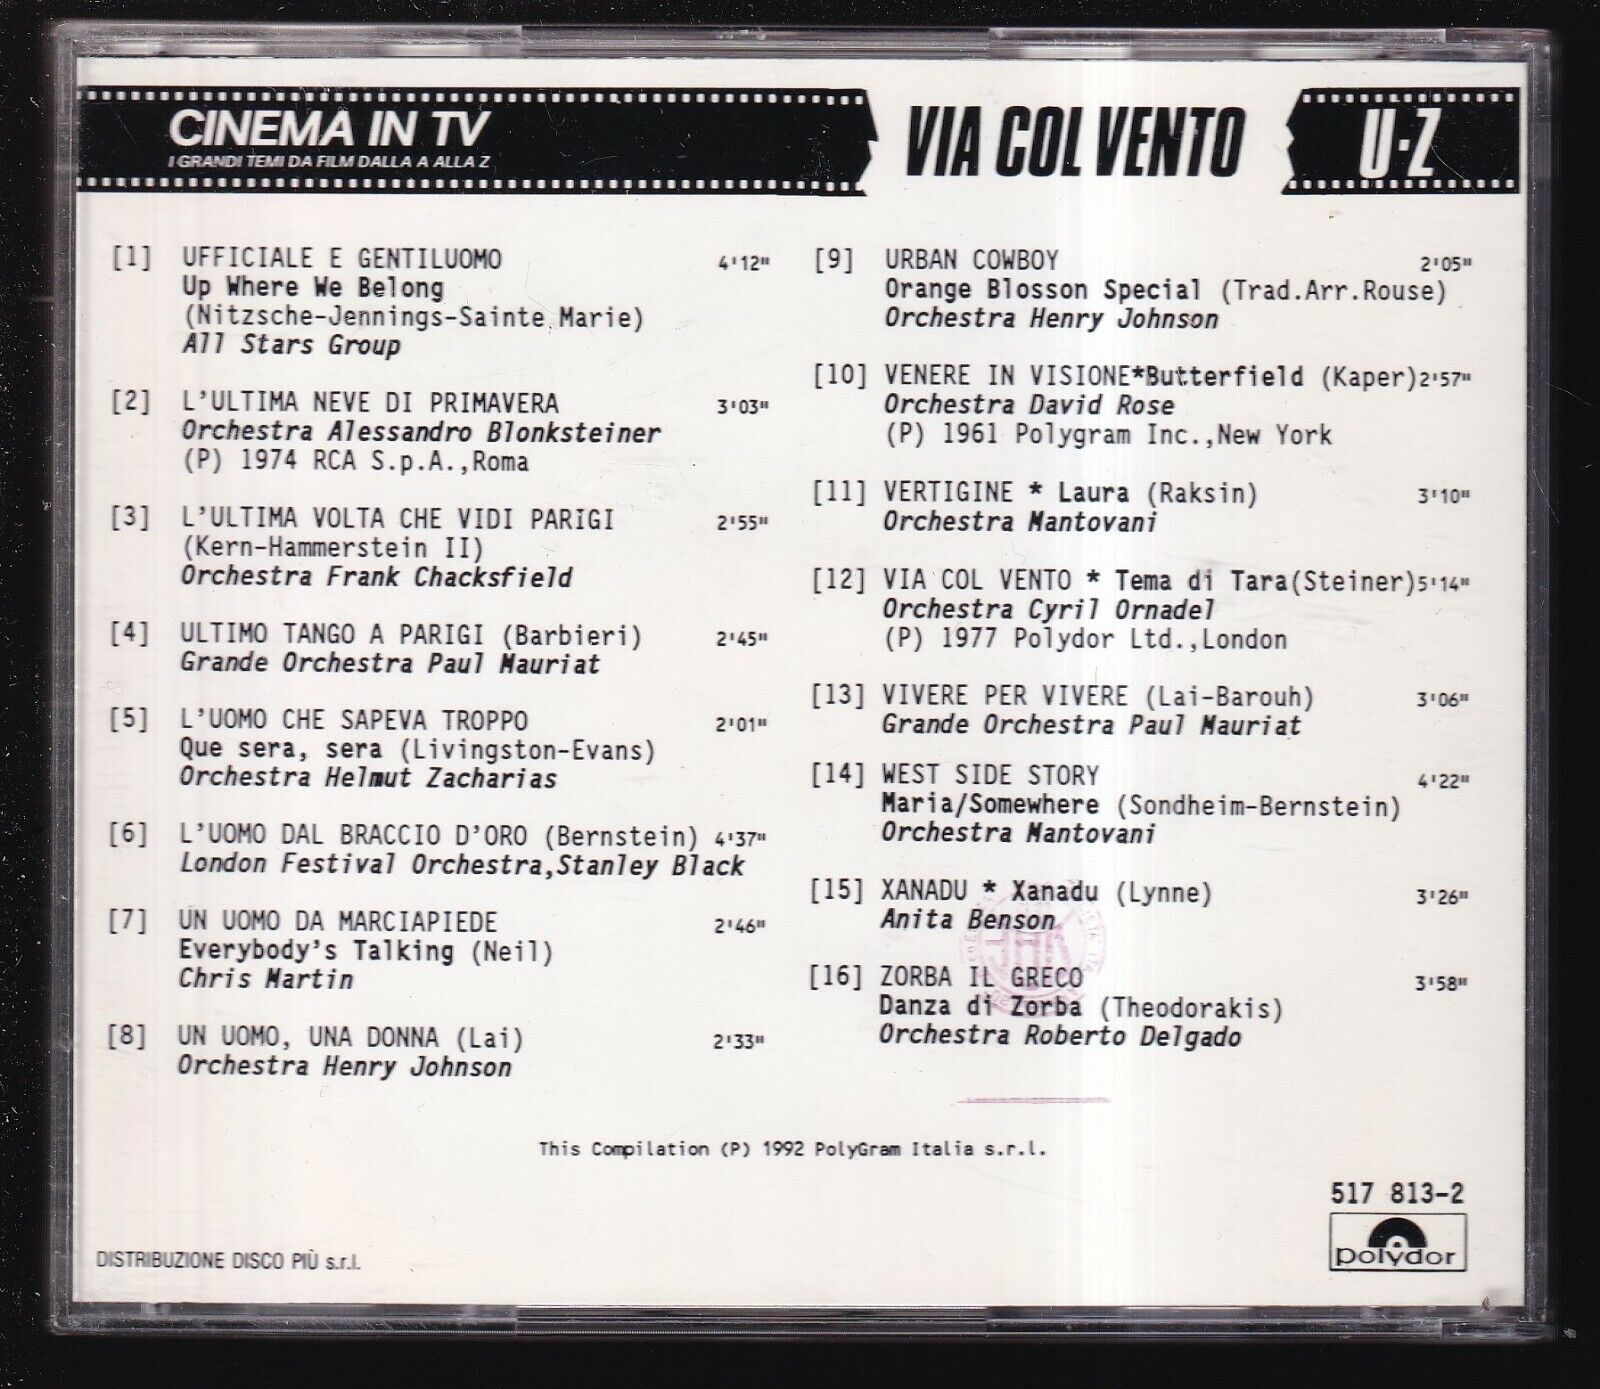 CINEMA IN TV
I GRANDI TEMI DA FILM DALLA A ALLA Z
VIA COL VENTO
U-Z
[1] UFFICIALE E GENTILUOMO 4'12"
Up Where We Belong
(Nitzsche-Jennings-Sainte Marie)
All Stars Group
[2] L'ULTIMA NEVE DI PRIMAVERA 3'03"
Orchestra Alessandro Blonksteiner
(P) 1974 RCA S.p.A.,Roma
[3] L'ULTIMA VOLTA CHE VIDI PARIGI 2'55"
(Kern-Hammerstein II)
Orchestra Frank Chacksfield
[4] ULTIMO TANGO A PARIGI (Barbieri) 2'45"
Grande Orchestra Paul Mauriat
[5] L'UOMO CHE SAPEVA TROPPO 2'01"
Que sera, sera (Livingston-Evans)
Orchestra Helmut Zacharias
[6] L'UOMO DAL BRACCIO D'ORO (Bernstein) 4'37"
London Festival Orchestra,Stanley Black
[7] UN UOMO DA MARCIAPIEDE 2'46"
Everybody's Talking (Neil)
Chris Martin
[8] UN UOMO, UNA DONNA (Lai) 2'33"
Orchestra Henry Johnson
[9] URBAN COWBOY 2'05"
Orange Blosson Special (Trad.Arr.Rouse)
Orchestra Henry Johnson
[10] VENERE IN VISIONE*Butterfield (Kaper) 2'57"
Orchestra David Rose
(P) 1961 Polygram Inc.,New York
[11] VERTIGINE * Laura (Raksin) 3'10"
Orchestra Mantovani
[12] VIA COL VENTO * Tema di Tara(Steiner) 5'14"
Orchestra Cyril Ornadel
(P) 1977 Polydor Ltd.,London
[13] VIVERE PER VIVERE (Lai-Barouh) 3'06"
Grande Orchestra Paul Mauriat
[14] WEST SIDE STORY 4'22"
Maria/Somewhere (Sondheim-Bernstein)
Orchestra Mantovani
[15] XANADU * Xanadu (Lynne) 3'26"
Anita Benson
[16] ZORBA IL GRECO 3'58"
Danza di Zorba (Theodorakis)
Orchestra Roberto Delgado
This Compilation (P) 1992 PolyGram Italia s.r.l.
517 813-2
polydor
DISTRIBUZIONE DISCO PIÙ s.r.l.